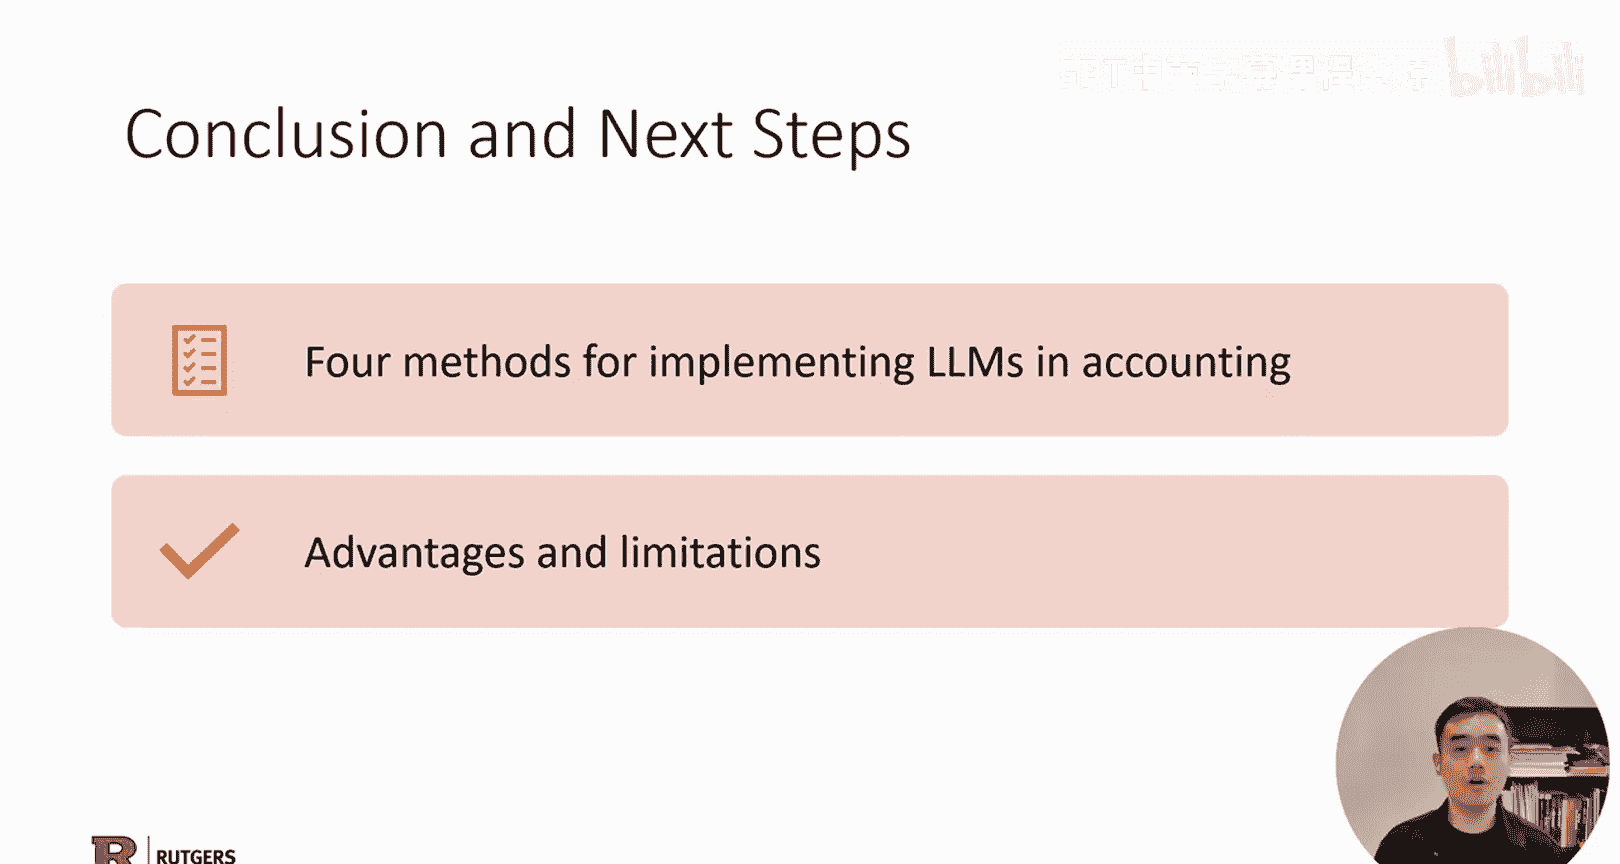 bilibili
Conclusion and Next Steps
Four methods for implementing LLMs in accounting
Advantages and limitations
R
RUTGERS